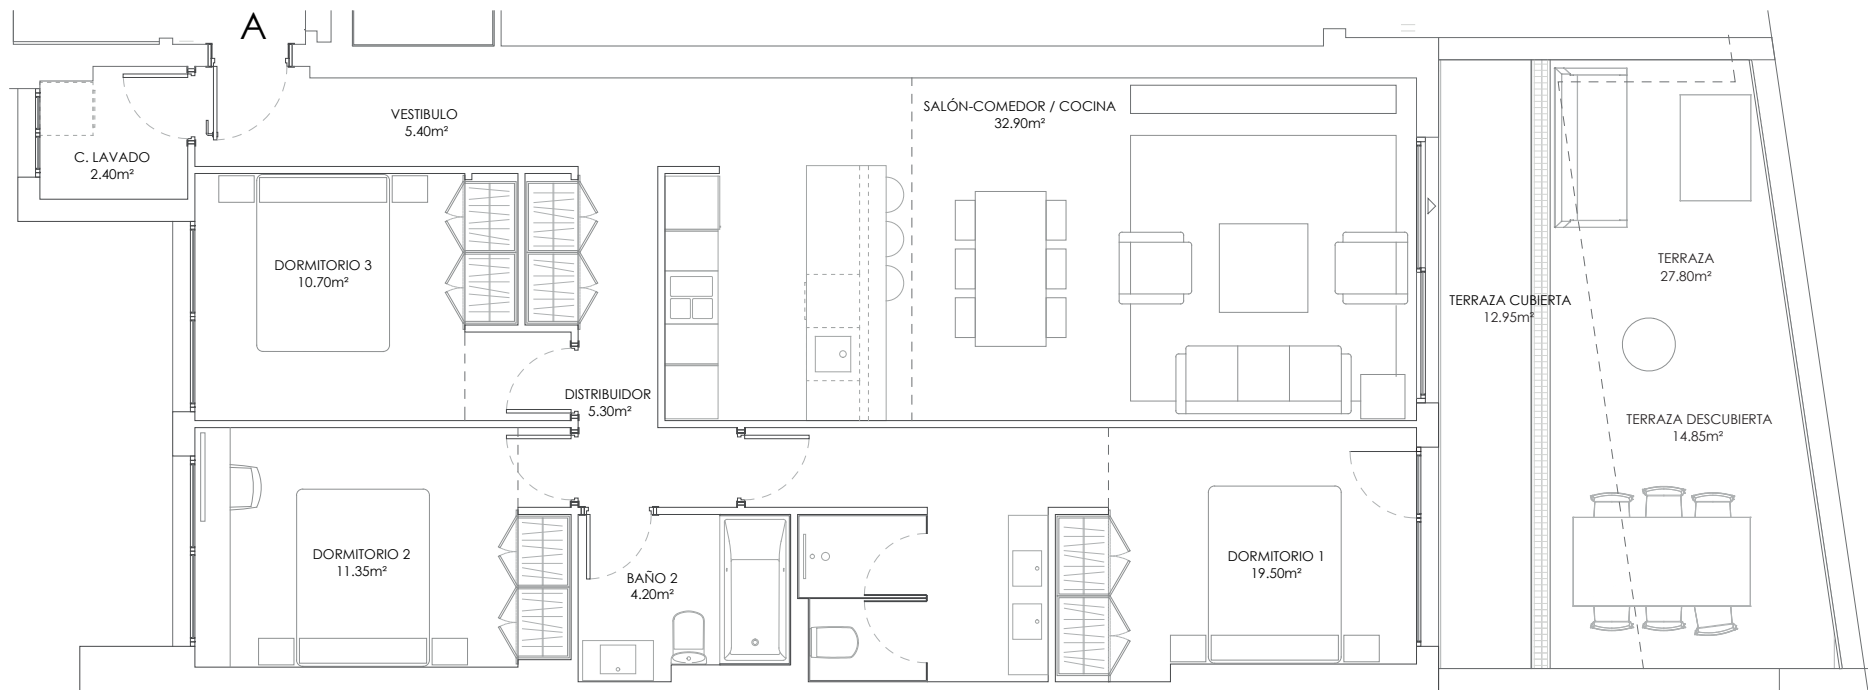 A
VESTIBULO
5.40m²
SALÓN-COMEDOR / COCINA
32.90m²
C. LAVADO
2.40m²
DORMITORIO 3
10.70m²
TERRAZA
27.80m²
TERRAZA CUBIERTA
12.95m²
DISTRIBUIDOR
5.30m²
TERRAZA DESCUBIERTA
14.85m²
DORMITORIO 2
11.35m²
BAÑO 2
4.20m²
DORMITORIO 1
19.50m²